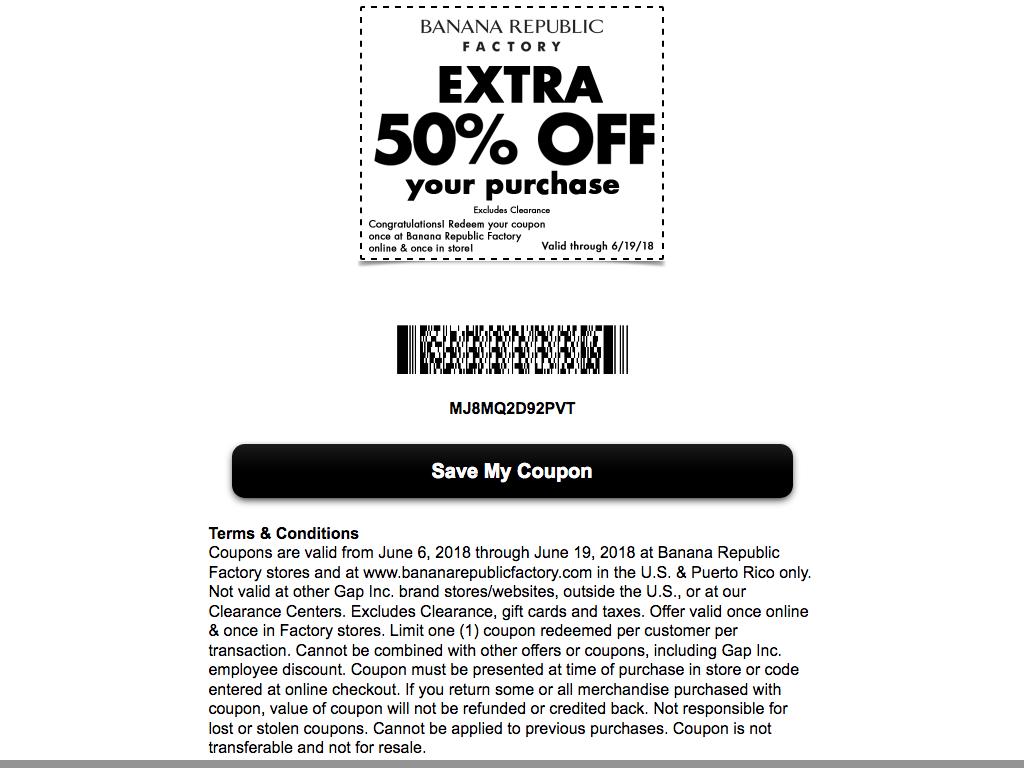 BANANA REPUBLIC
FACTORY
EXTRA
50% OFF
your purchase
Excludes Clearance
Congratulations! Redeem your coupon
once at Banana Republic Factory
online & once in store!
Valid through 6/19/18
MJ8MQ2D92PVT
Save My Coupon
Terms & Conditions
Coupons are valid from June 6, 2018 through June 19, 2018 at Banana Republic
Factory stores and at www.bananarepublicfactory.com in the U.S. & Puerto Rico only.
Not valid at other Gap Inc. brand stores/websites, outside the U.S., or at our
Clearance Centers. Excludes Clearance, gift cards and taxes. Offer valid once online
& once in Factory stores. Limit one (1) coupon redeemed per customer per
transaction. Cannot be combined with other offers or coupons, including Gap Inc.
employee discount. Coupon must be presented at time of purchase in store or code
entered at online checkout. If you return some or all merchandise purchased with
coupon, value of coupon will not be refunded or credited back. Not responsible for
lost or stolen coupons. Cannot be applied to previous purchases. Coupon is not
transferable and not for resale.